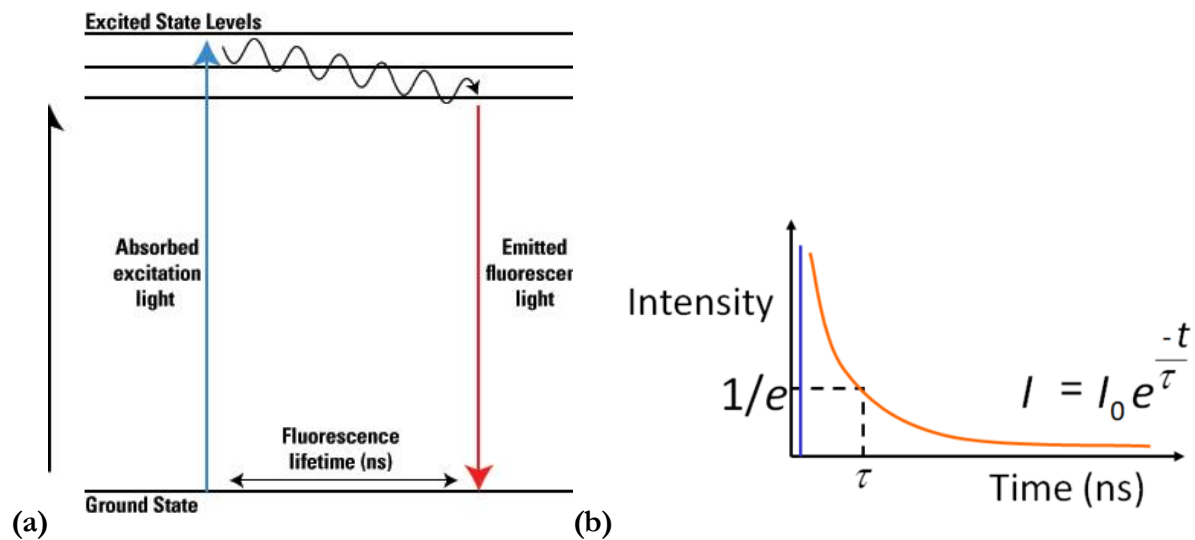 Excited State Levels
Absorbed
excitation
light
Emitted
fluorescen
light
Fluorescence
lifetime (ns)
Ground State
(a)
Intensity
1/e
I = I₀ e^(-t/τ)
τ
Time (ns)
(b)